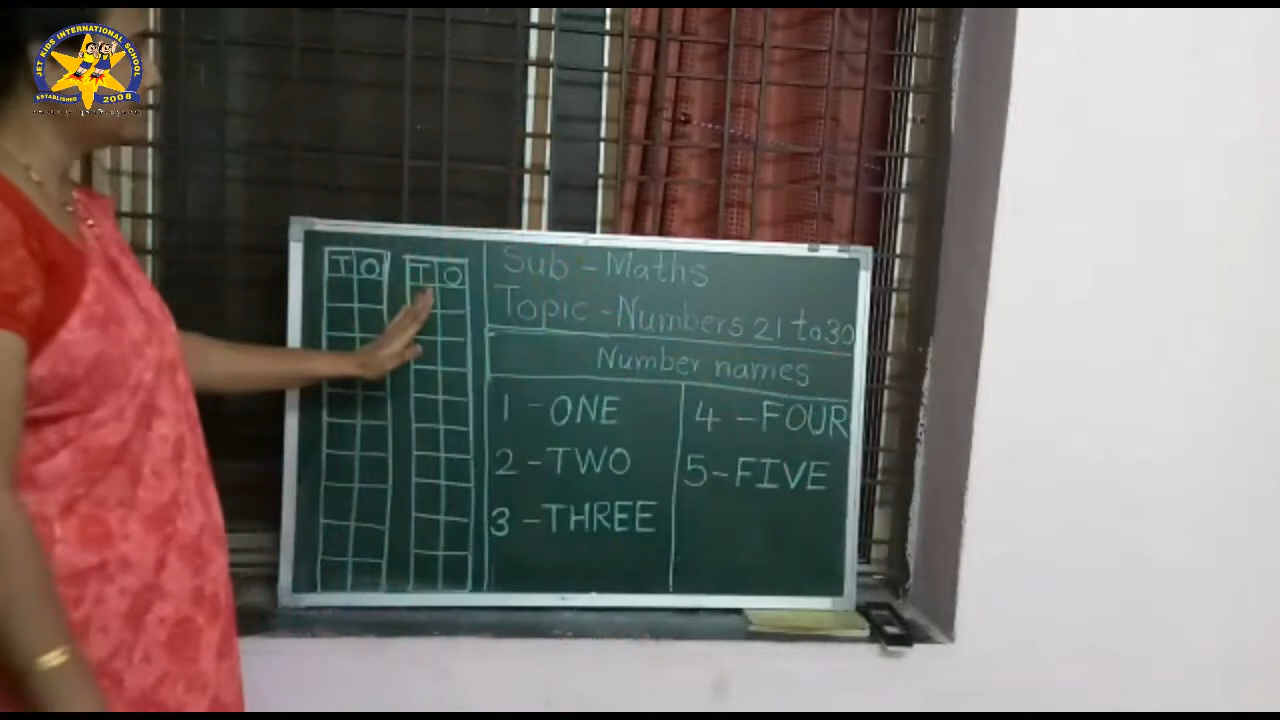 JET KIDS INTERNATIONAL SCHOOL
ESTABLISHED 2008
T O T O
Sub - Maths
Topic - Numbers 21 to 30
Number names
1 - ONE
2 - TWO
3 - THREE
4 - FOUR
5 - FIVE